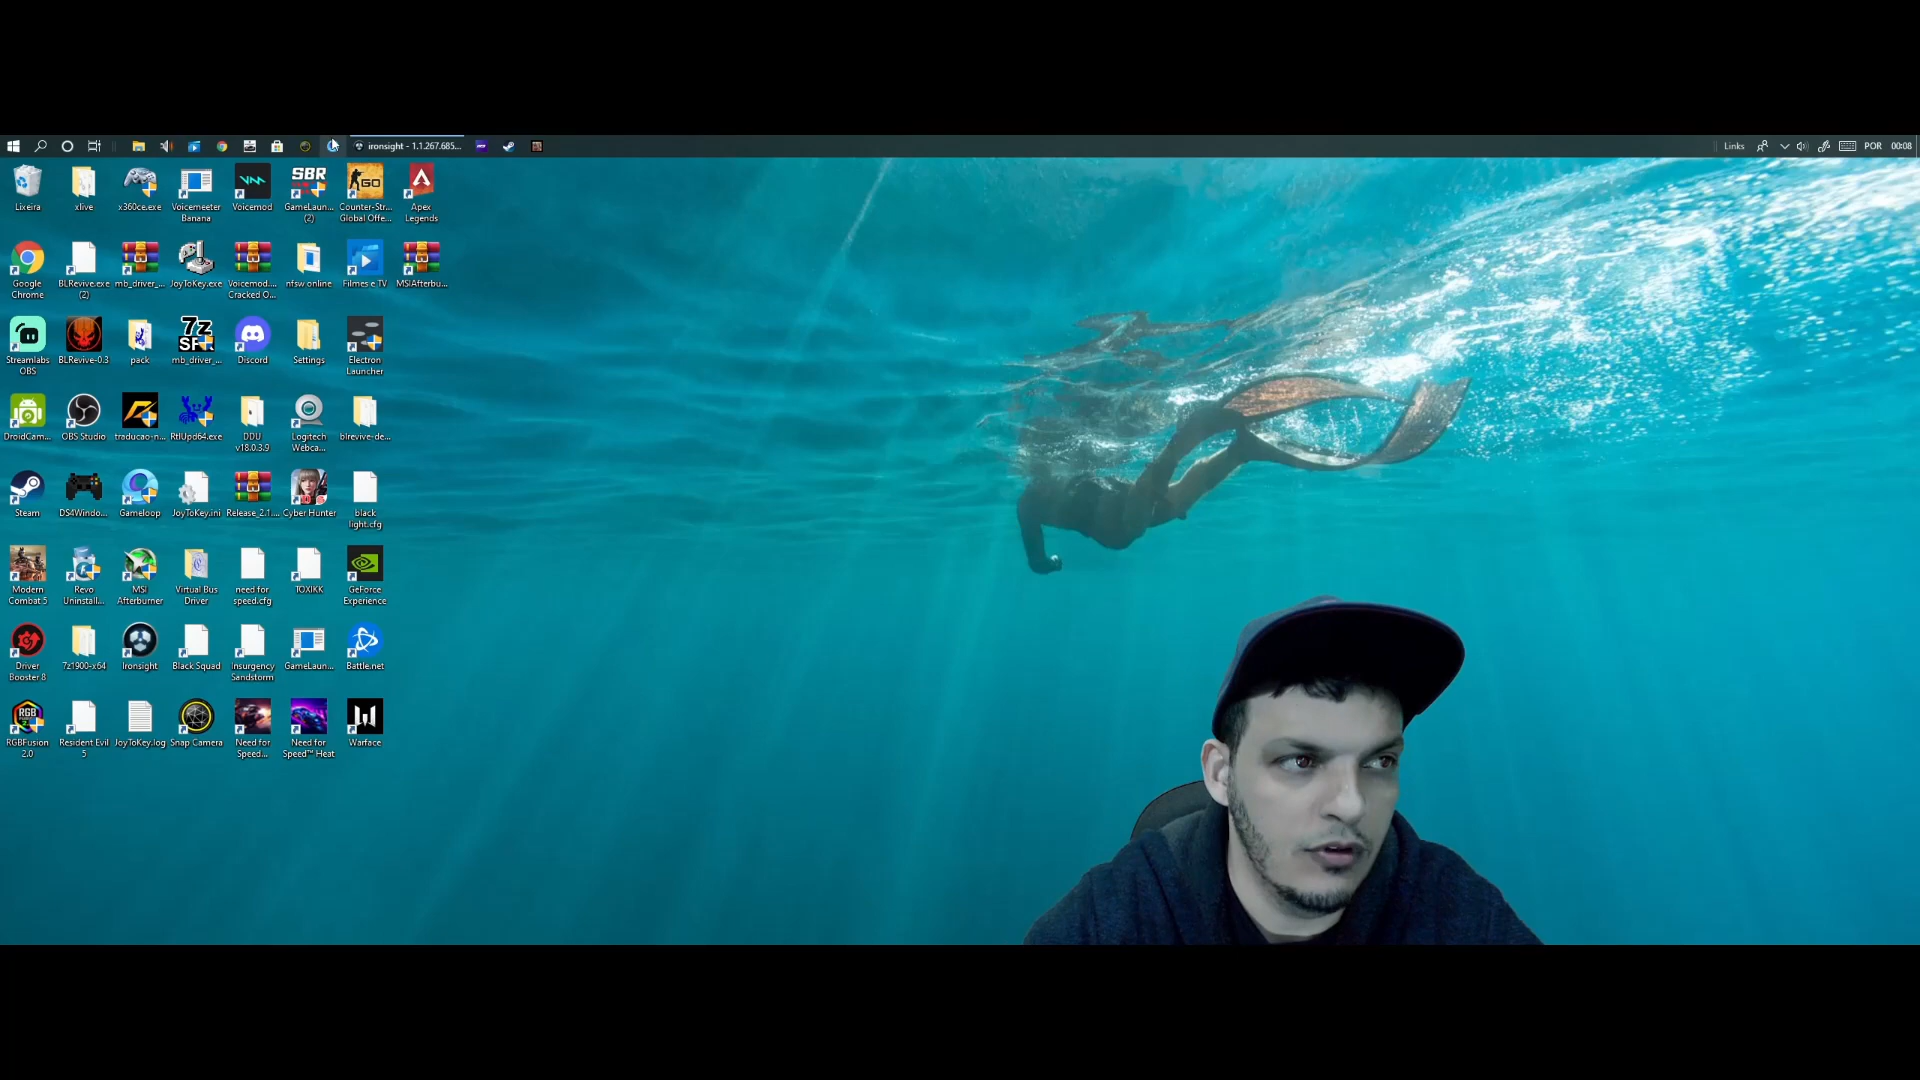 ironsight - 1.1.267.685...
Links
POR
00:08
Lixeira
xlive
x360ce.exe
Voicemeeter
Banana
Voicemod
SBR
GameLaun...
(2)
GO
Counter-Str...
Global Offe...
Apex
Legends
Google
Chrome
BLRevive.exe
(2)
mb_driver_...
JoyToKey.exe
Voicemod....
Cracked O...
nfsw online
Filmes e TV
MSIAfterbu...
Streamlabs
OBS
BLRevive-0.3
pack
7z
mb_driver_...
Discord
Settings
Electron
Launcher
DroidCam...
OBS Studio
traducao-n...
RtlUpd64.exe
DDU
v18.0.3.9
Logitech
Webca...
blrevive-de...
Steam
DS4Windo...
Gameloop
JoyToKey.ini
Release_2.1....
Cyber Hunter
black
light.cfg
Modern
Combat 5
Revo
Uninstall...
MSI
Afterburner
Virtual Bus
Driver
need for
speed.cfg
TOXIKK
GeForce
Experience
Driver
Booster 8
7z1900-x64
Ironsight
Black Squad
Insurgency
Sandstorm
GameLaun...
Battle.net
RGB
RGBFusion
2.0
Resident Evil
5
JoyToKey.log
Snap Camera
Need for
Speed...
Need for
Speed™ Heat
Warface